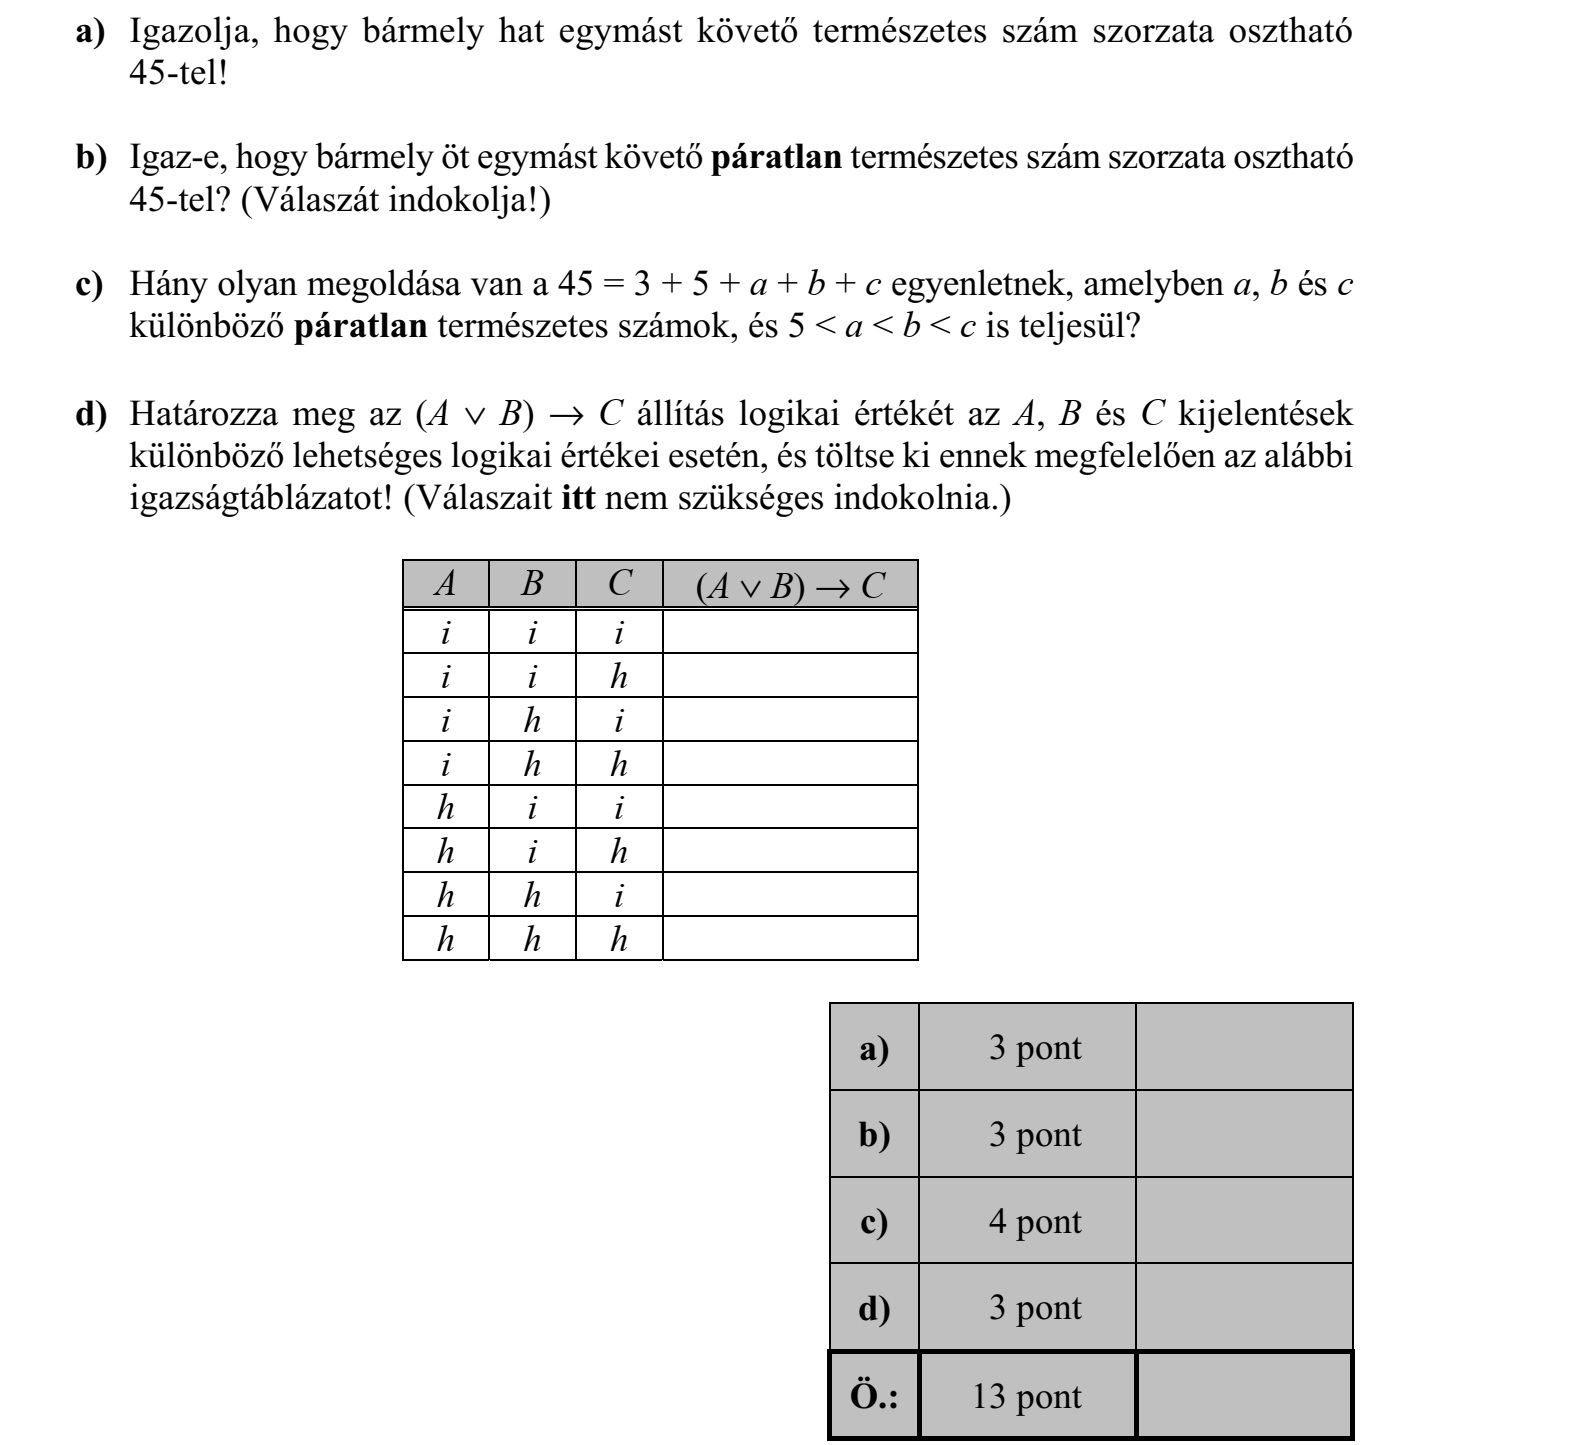 a) Igazolja, hogy bármely hat egymást követő természetes szám szorzata osztható
45-tel!
b) Igaz-e, hogy bármely öt egymást követő páratlan természetes szám szorzata osztható
45-tel? (Válaszát indokolja!)
c) Hány olyan megoldása van a 45 = 3 + 5 + a + b + c egyenletnek, amelyben a, b és c
különböző páratlan természetes számok, és 5 < a < b < c is teljesül?
d) Határozza meg az (A ∨ B) → C állítás logikai értékét az A, B és C kijelentések
különböző lehetséges logikai értékei esetén, és töltse ki ennek megfelelően az alábbi
igazságtáblázatot! (Válaszait itt nem szükséges indokolnia.)
A B C (A ∨ B) → C
i i i
i i h
i h i
i h h
h i i
h i h
h h i
h h h
a) 3 pont
b) 3 pont
c) 4 pont
d) 3 pont
Ö.: 13 pont